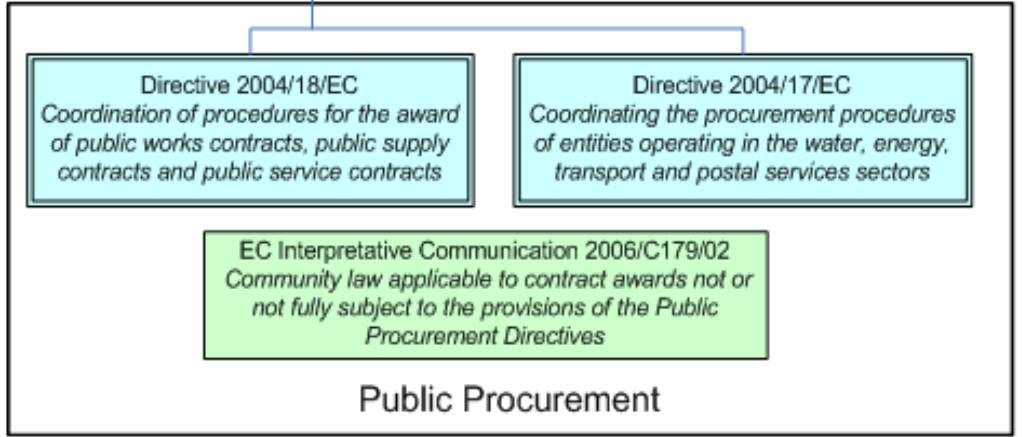 Directive 2004/18/EC
Coordination of procedures for the award
of public works contracts, public supply
contracts and public service contracts
Directive 2004/17/EC
Coordinating the procurement procedures
of entities operating in the water, energy,
transport and postal services sectors
EC Interpretative Communication 2006/C179/02
Community law applicable to contract awards not or
not fully subject to the provisions of the Public
Procurement Directives
Public Procurement